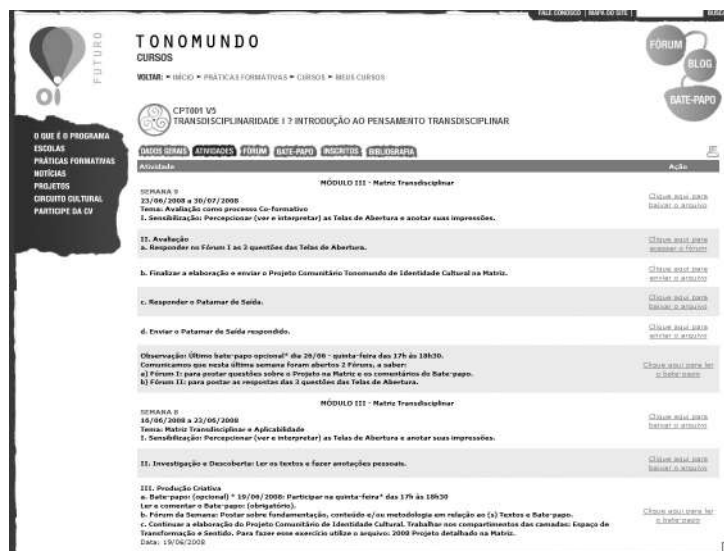 FALE CONOSCO | MAPA DO SITE |
TONOMUNDO
CURSOS
VOLTAR: INÍCIO PRÁTICAS FORMATIVAS CURSOS MEUS CURSOS
FUTURO
oi
FÓRUM
BLOG
BATE-PAPO
CPT001 V5
TRANSDISCIPLINARIDADE I ? INTRODUÇÃO AO PENSAMENTO TRANSDISCIPLINAR
O QUE É O PROGRAMA
ESCOLAS
PRÁTICAS FORMATIVAS
NOTÍCIAS
PROJETOS
CIRCUITO CULTURAL
PARTICIPE DA CV
DADOS GERAIS ATIVIDADES FÓRUM BATE-PAPO INSCRITOS BIBLIOGRAFIA
Atividade Ação
MÓDULO III - Matriz Transdisciplinar
SEMANA 9
23/06/2008 a 30/07/2008
Tema: Avaliação como processo Co-formativo
I. Sensibilização: Percepcionar (ver e interpretar) as Telas de Abertura e anotar suas impressões.
Clique aqui para
baixar o arquivo
II. Avaliação
a. Responder no Fórum I as 3 questões das Telas de Abertura.
Clique aqui para
acessar o fórum
b. Finalizar a elaboração e enviar o Projeto Comunitário Tonomundo de Identidade Cultural na Matriz.
Clique aqui para
enviar o arquivo
c. Responder o Patamar de Saída.
Clique aqui para
baixar o arquivo
d. Enviar o Patamar de Saída respondido.
Clique aqui para
enviar o arquivo
Observação: Último bate-papo opcional* dia 26/06 - quinta-feira das 17h às 18h30.
Comunicamos que nesta última semana foram abertos 2 Fóruns, a saber:
a) Fórum I: para postar questões sobre o Projeto na Matriz e os comentários do Bate-papo.
b) Fórum II: para postar as respostas das 3 questões das Telas de Abertura.
Clique aqui para ler
o bate-papo
MÓDULO III - Matriz Transdisciplinar
SEMANA 8
16/06/2008 a 22/06/2008
Tema: Matriz Transdisciplinar e Aplicabilidade
I. Sensibilização: Percepcionar (ver e interpretar) as Telas de Abertura e anotar suas impressões.
Clique aqui para
baixar o arquivo
II. Investigação e Descoberta: Ler os textos e fazer anotações pessoais.
Clique aqui para
baixar o arquivo
III. Produção Criativa
a. Bate-papo: (opcional) * 19/06/2008: Participar na quinta-feira* das 17h às 18h30
Ler e comentar o Bate-papo: (obrigatório).
b. Fórum da Semana: Postar sobre fundamentação, conteúdo e/ou metodologia em relação ao (s) Textos e Bate-papo.
c. Continuar a elaboração do Projeto Comunitário de Identidade Cultural. Trabalhar nos compartimentos das camadas: Espaço de
Transformação e Sentido. Para fazer esse exercício utilize o arquivo: 2008 Projeto detalhado na Matriz.
Data: 19/06/2008
Clique aqui para ler
o bate-papo